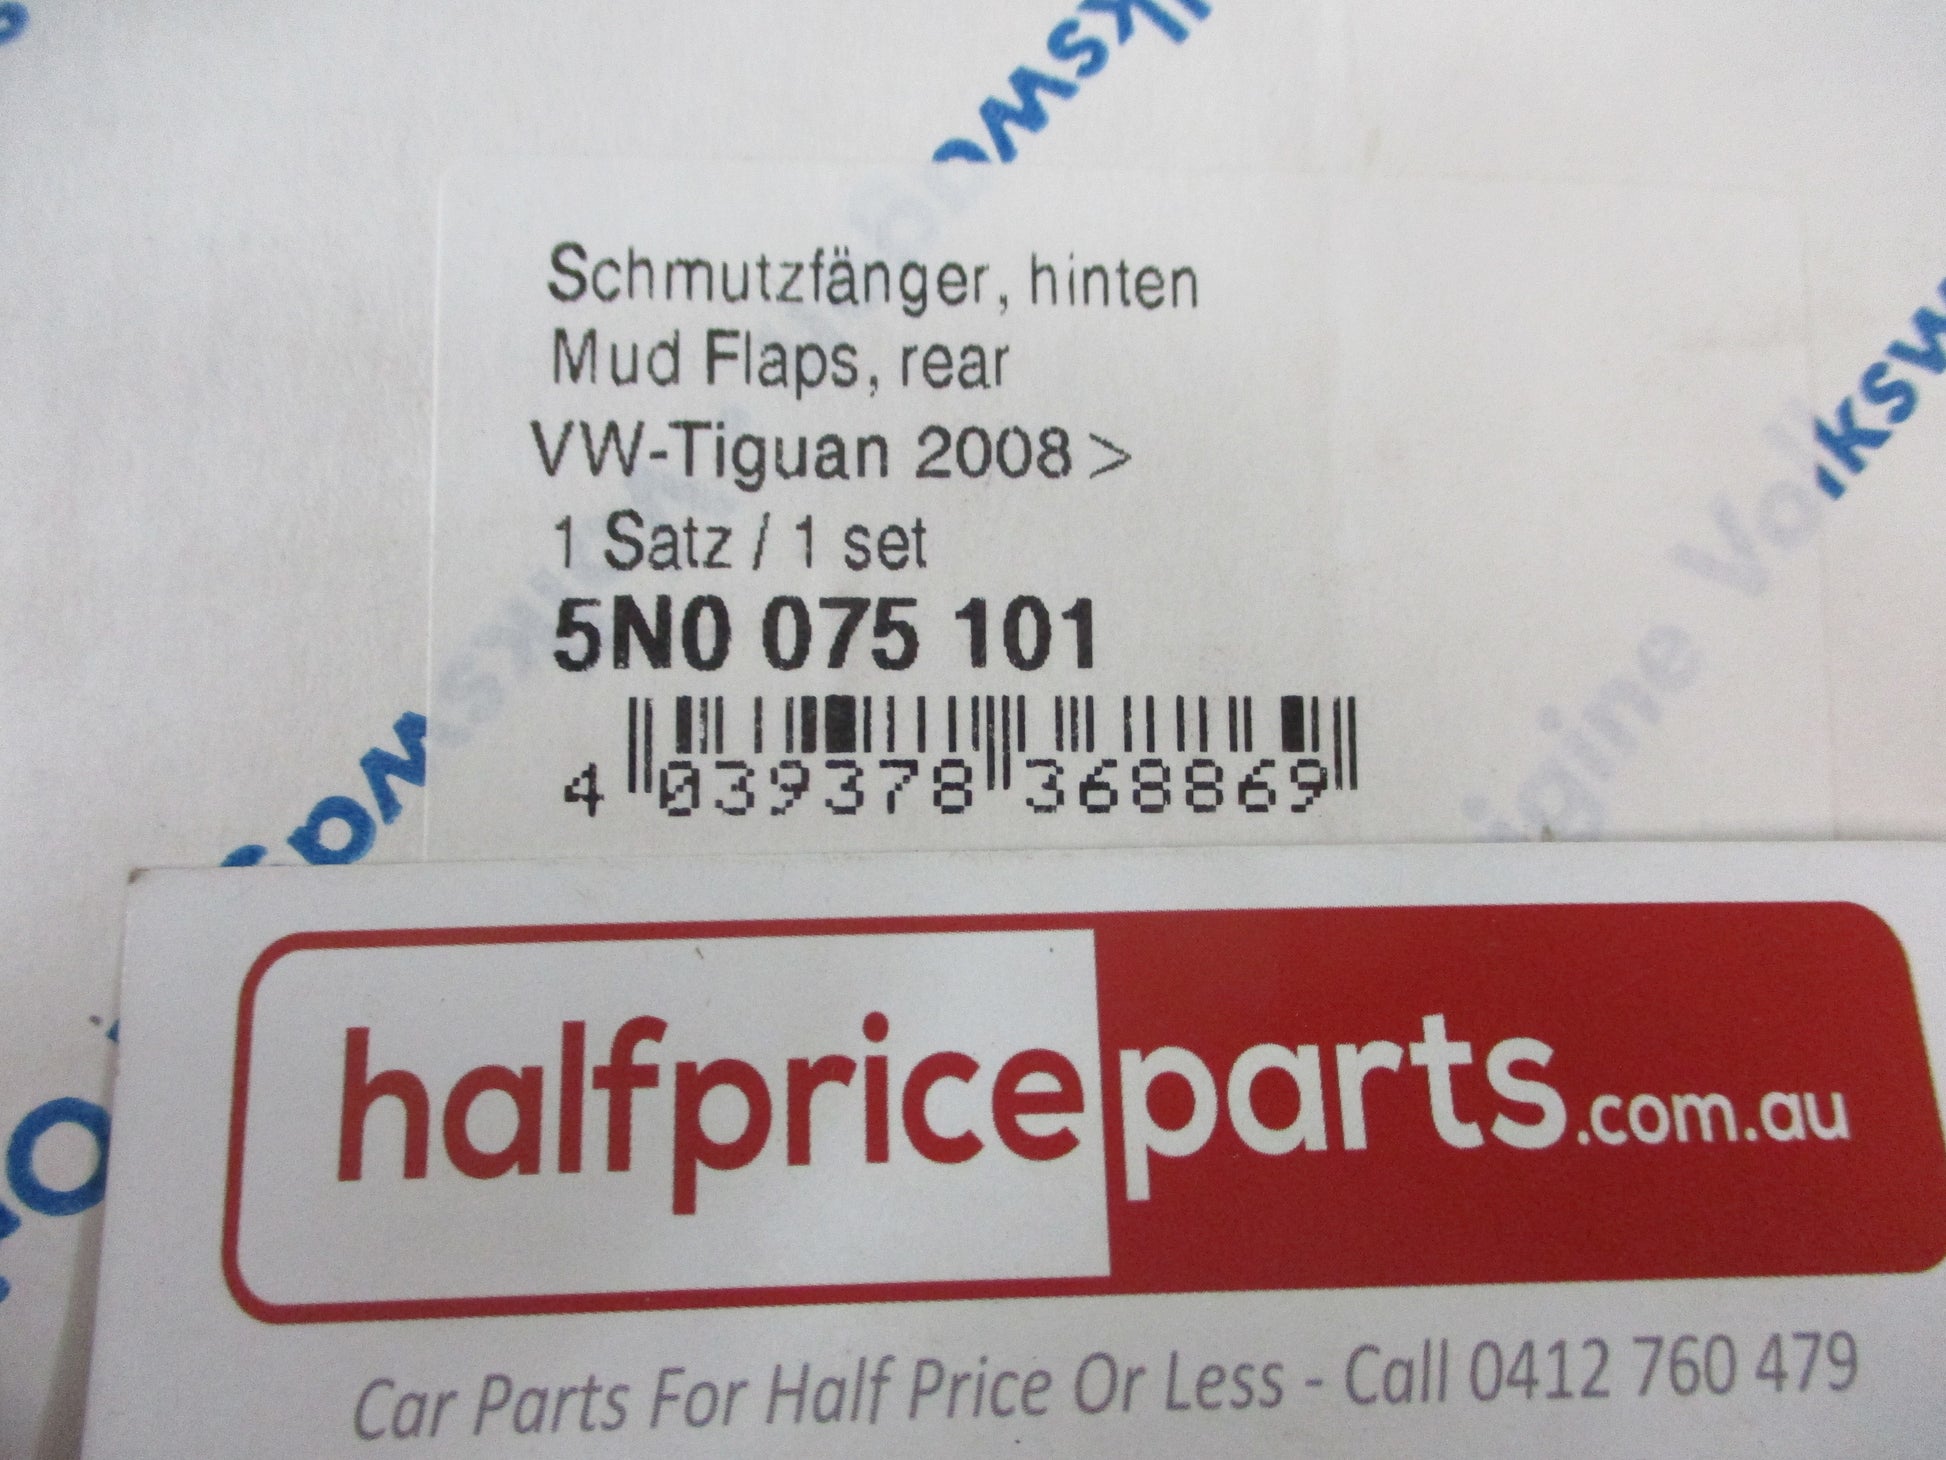 Schmutzfänger, hinten
Mud Flaps, rear
VW-Tiguan 2008 >
1 Satz / 1 set
5N0 075 101
4 039378 368869
halfpriceparts.com.au
Car Parts For Half Price Or Less - Call 0412 760 479